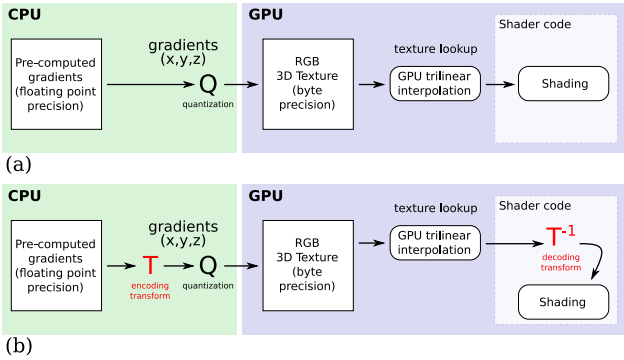 CPU
GPU
Shader code
Pre-computed
gradients
(floating point
precision)
gradients
(x,y,z)
Q
quantization
RGB
3D Texture
(byte
precision)
texture lookup
GPU trilinear
interpolation
Shading
(a)
CPU
GPU
Shader code
Pre-computed
gradients
(floating point
precision)
T
encoding
transform
gradients
(x,y,z)
Q
quantization
RGB
3D Texture
(byte
precision)
texture lookup
GPU trilinear
interpolation
T-1
decoding
transform
Shading
(b)